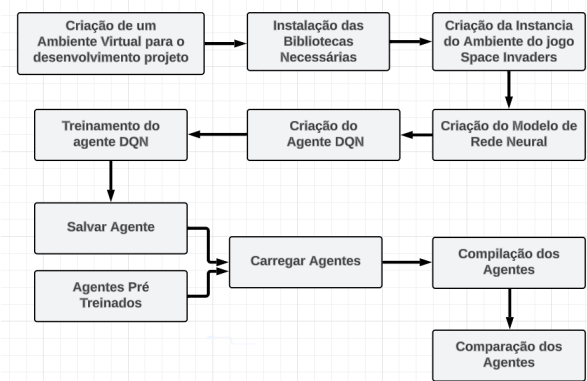 Criação de um
Ambiente Virtual para o
desenvolvimento projeto
Instalação das
Bibliotecas
Necessárias
Criação da Instancia
do Ambiente do jogo
Space Invaders
Treinamento do
agente DQN
Criação do
Agente DQN
Criação do Modelo de
Rede Neural
Salvar Agente
Agentes Pré
Treinados
Carregar Agentes
Compilação dos
Agentes
Comparação dos
Agentes